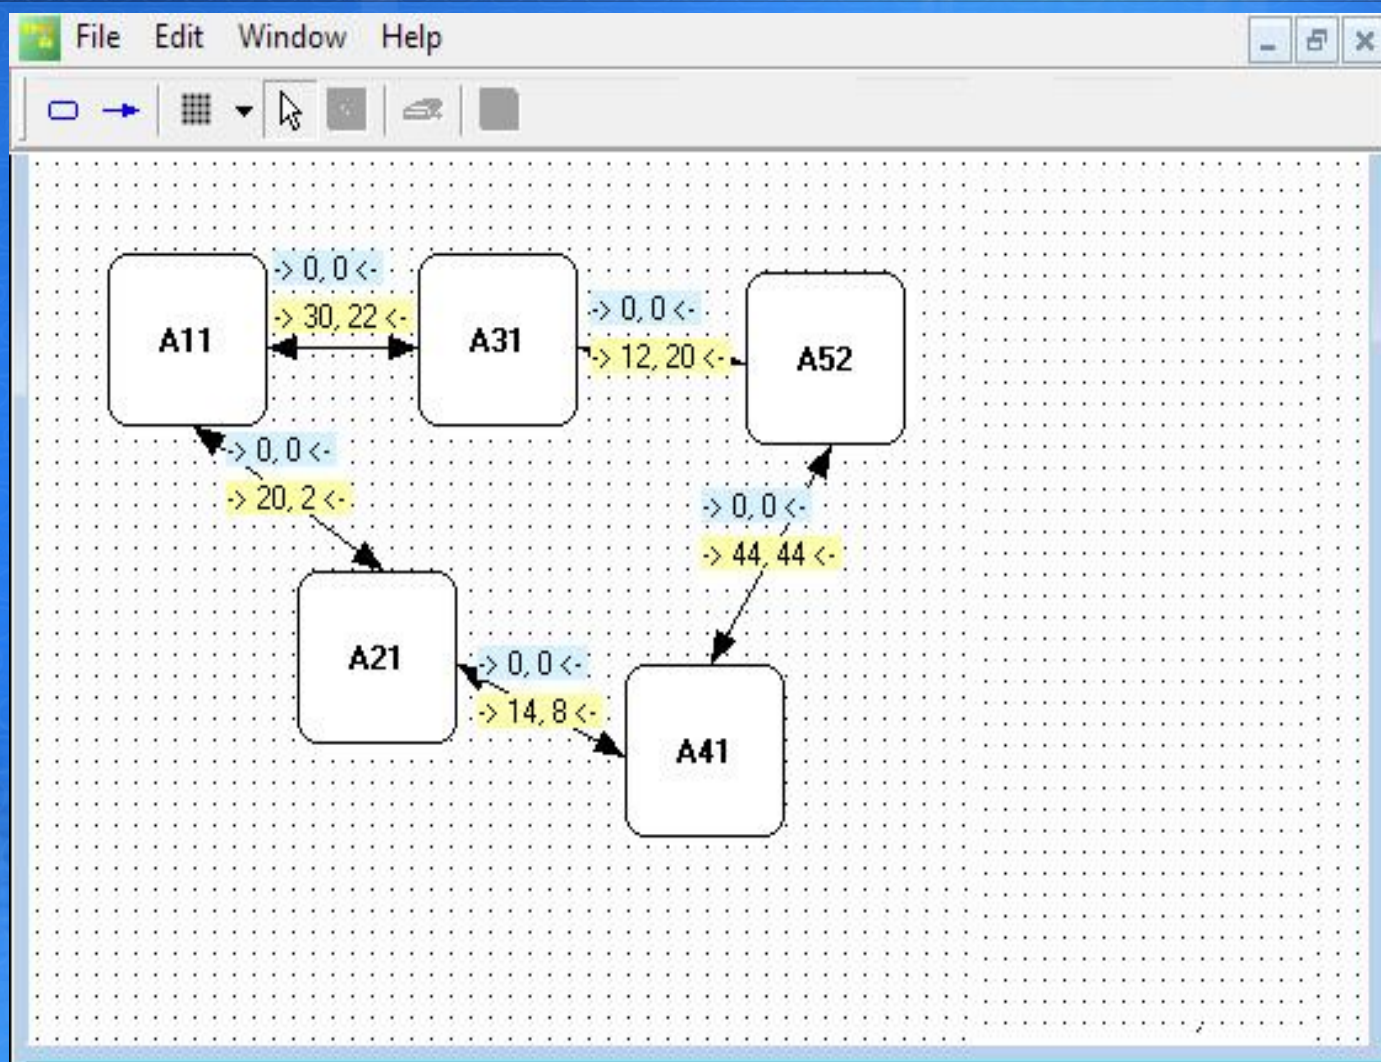 File Edit Window Help
-> 0, 0 <-
-> 30, 22 <-
A11
A31
-> 0, 0 <-
-> 12, 20 <-
A52
-> 0, 0 <-
-> 20, 2 <-
-> 0, 0 <-
-> 44, 44 <-
A21
-> 0, 0 <-
-> 14, 8 <-
A41